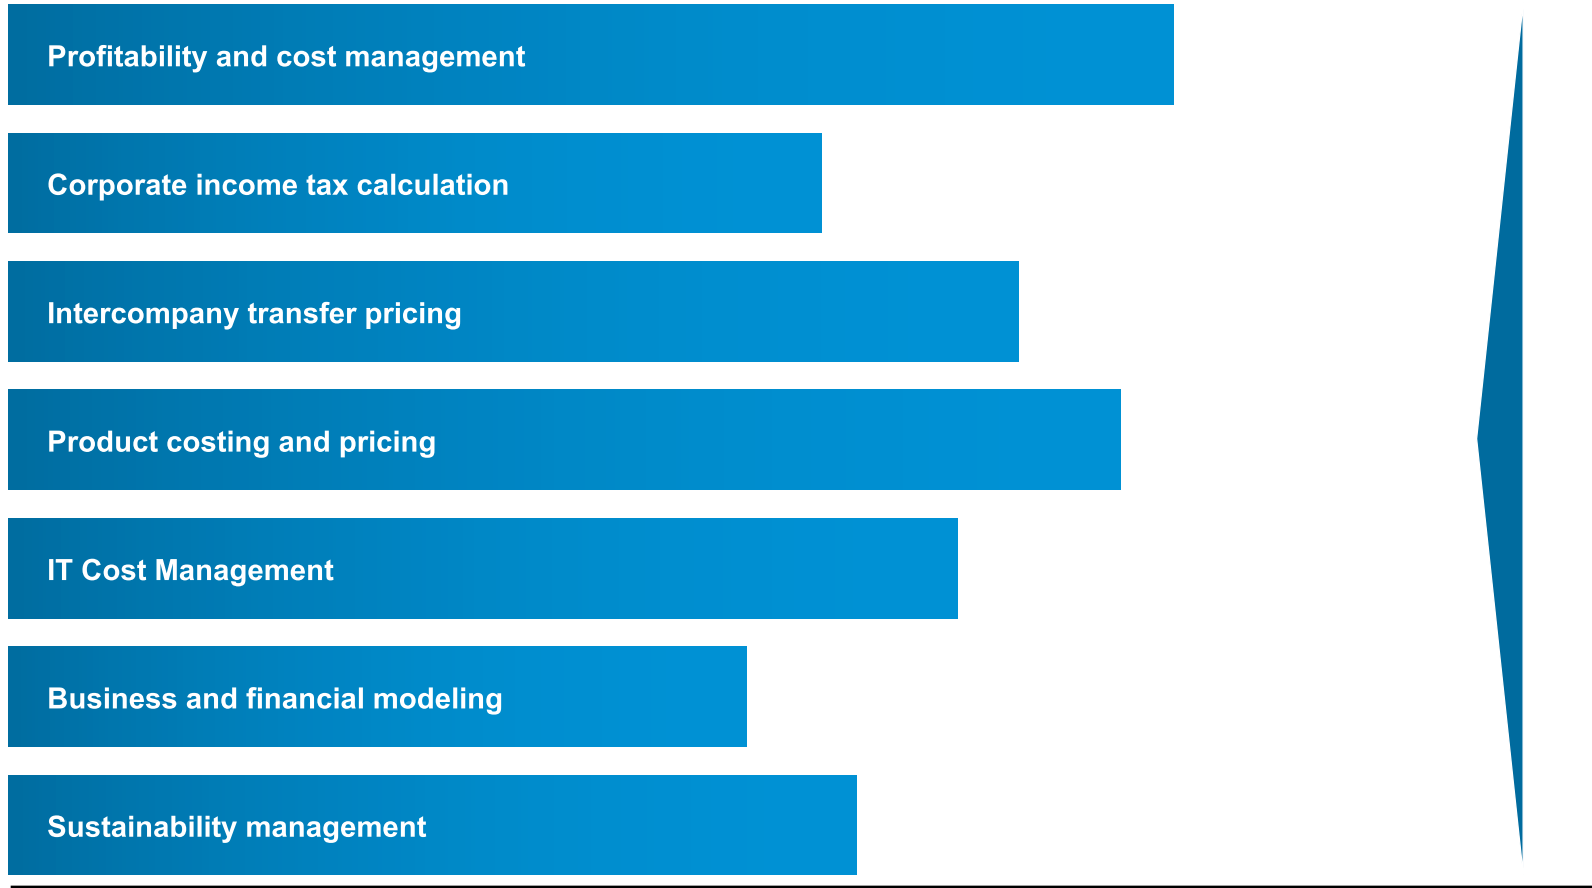 Profitability and cost management
Corporate income tax calculation
Intercompany transfer pricing
Product costing and pricing
IT Cost Management
Business and financial modeling
Sustainability management